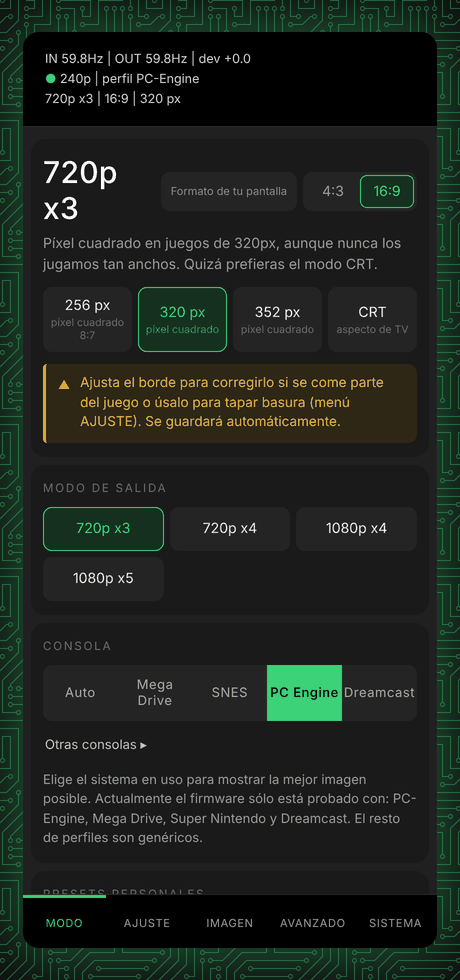 IN 59.8Hz | OUT 59.8Hz | dev +0.0
240p | perfil PC-Engine
720p x3 | 16:9 | 320 px
720p
x3
Formato de tu pantalla
4:3
16:9
Píxel cuadrado en juegos de 320px, aunque nunca los
jugamos tan anchos. Quizá prefieras el modo CRT.
256 px
píxel cuadrado
8:7
320 px
píxel cuadrado
352 px
píxel cuadrado
CRT
aspecto de TV
Ajusta el borde para corregirlo si se come parte
del juego o úsalo para tapar basura (menú
AJUSTE). Se guardará automáticamente.
MODO DE SALIDA
720p x3
720p x4
1080p x4
1080p x5
CONSOLA
Auto
Mega
Drive
SNES
PC Engine
Dreamcast
Otras consolas ▸
Elige el sistema en uso para mostrar la mejor imagen
posible. Actualmente el firmware sólo está probado con: PC-
Engine, Mega Drive, Super Nintendo y Dreamcast. El resto
de perfiles son genéricos.
PRESETS PERSONALES
MODO
AJUSTE
IMAGEN
AVANZADO
SISTEMA